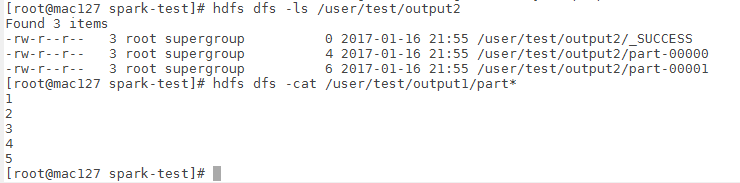 [root@mac127 spark-test]# hdfs dfs -ls /user/test/output2
Found 3 items
-rw-r--r--   3 root supergroup          0 2017-01-16 21:55 /user/test/output2/_SUCCESS
-rw-r--r--   3 root supergroup          4 2017-01-16 21:55 /user/test/output2/part-00000
-rw-r--r--   3 root supergroup          6 2017-01-16 21:55 /user/test/output2/part-00001
[root@mac127 spark-test]# hdfs dfs -cat /user/test/output1/part*
1
2
3
4
5
[root@mac127 spark-test]#